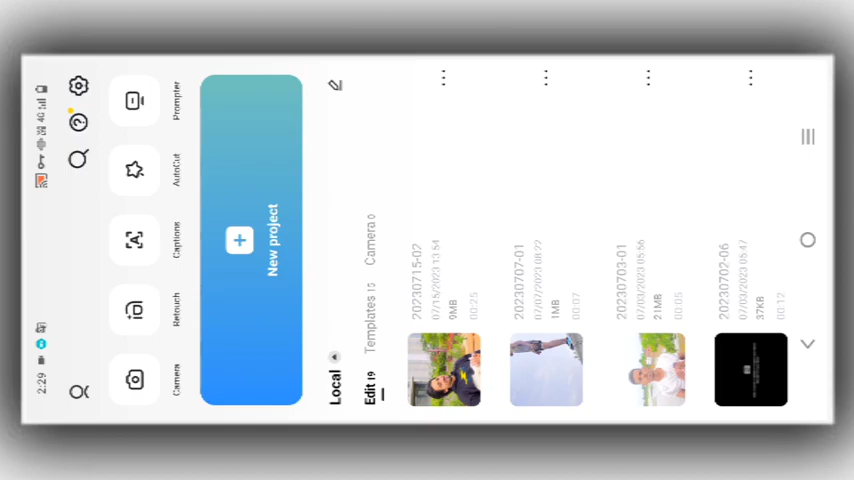 2:29
Camera
Retouch
Captions
AutoCut
Prompter
New project
Local
Edit 19 Templates 15 Camera 0
20230715-02
07/15/2023 13:54
9MB
00:25
20230707-01
07/07/2023 08:22
1MB
00:07
20230703-01
07/03/2023 05:56
21MB
00:05
20230702-06
07/03/2023 05:47
37KB
00:12